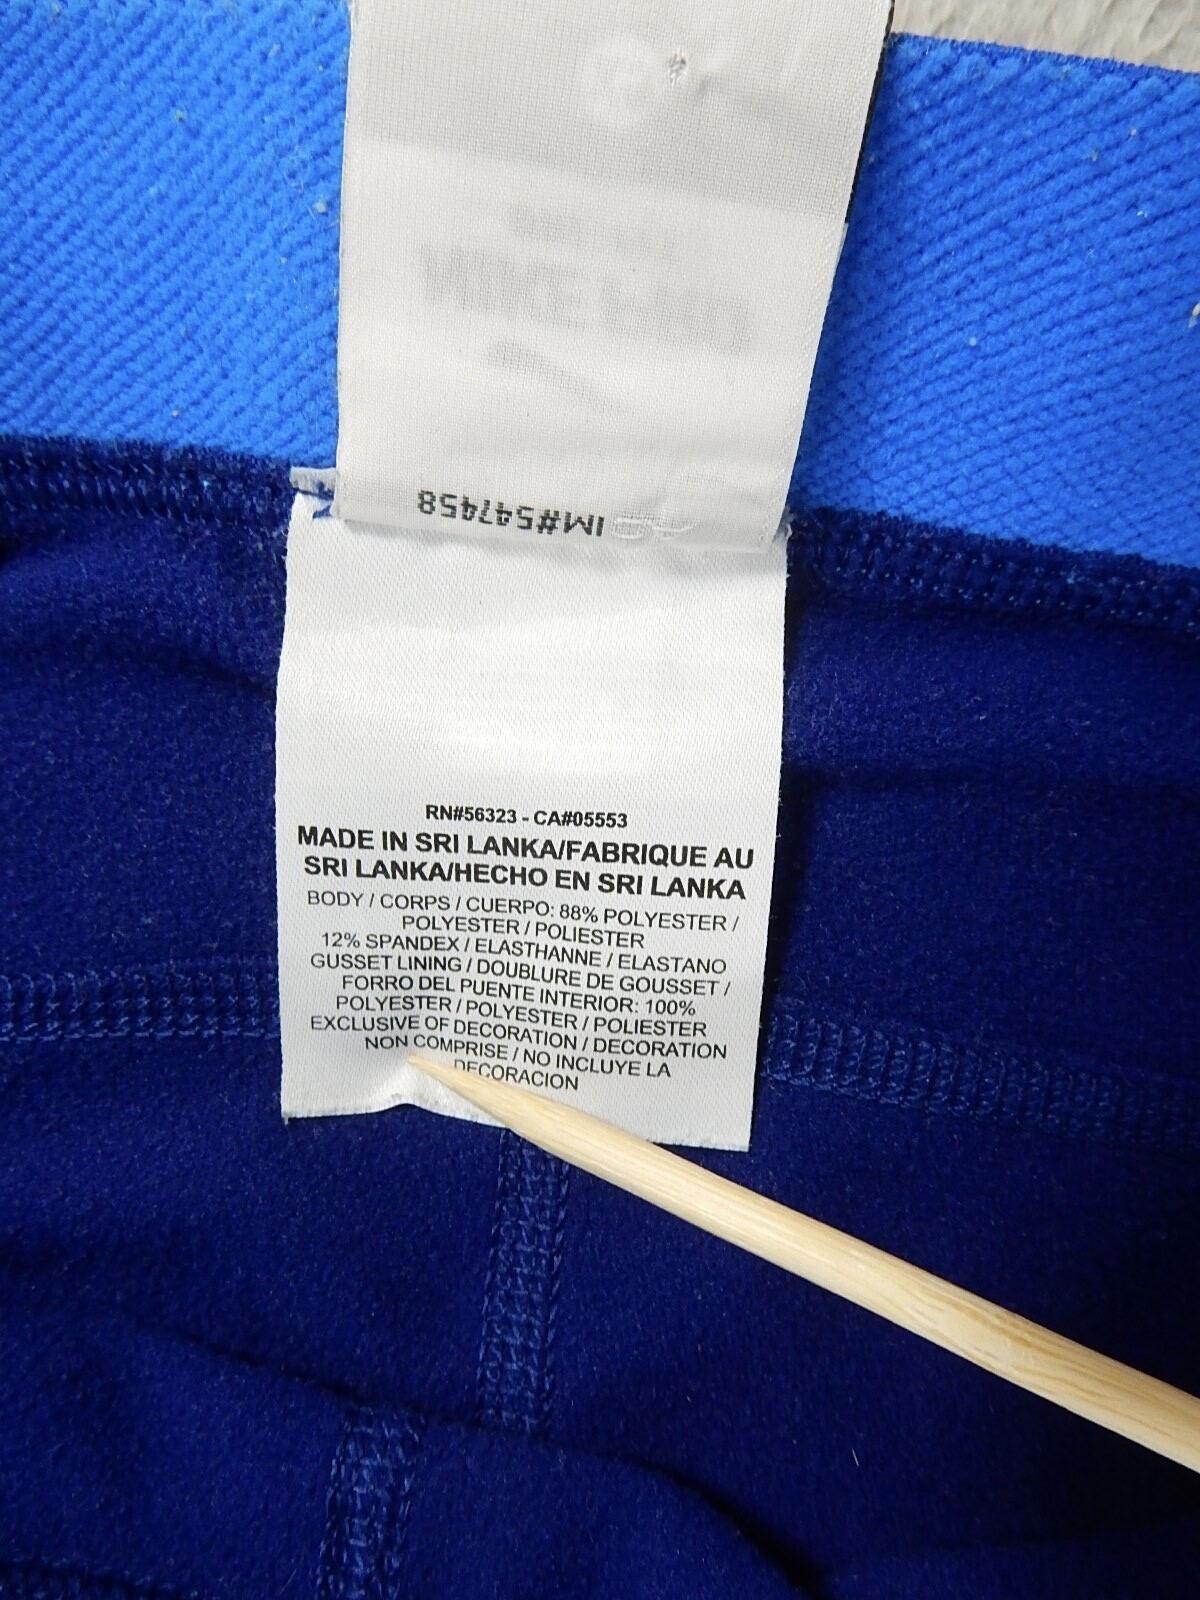 IM#547458
RN#56323 - CA#05553
MADE IN SRI LANKA/FABRIQUE AU
SRI LANKA/HECHO EN SRI LANKA
BODY / CORPS / CUERPO: 88% POLYESTER /
POLYESTER / POLIESTER
12% SPANDEX / ELASTHANNE / ELASTANO
GUSSET LINING / DOUBLURE DE GOUSSET /
FORRO DEL PUENTE INTERIOR: 100%
POLYESTER / POLYESTER / POLIESTER
EXCLUSIVE OF DECORATION / DECORATION
NON COMPRISE / NO INCLUYE LA
DECORACION